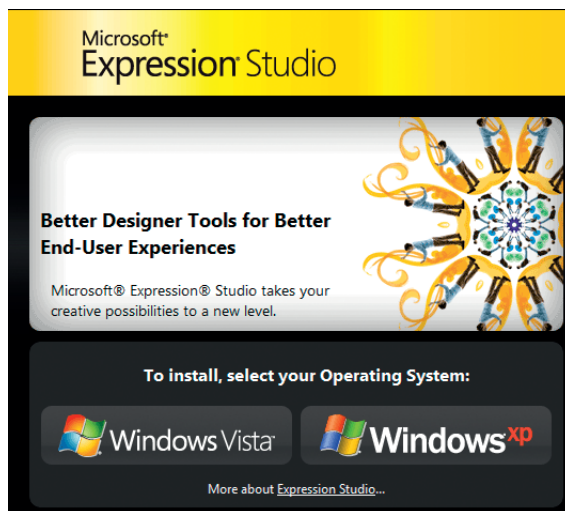 Microsoft®
Expression® Studio
Better Designer Tools for Better
End-User Experiences
Microsoft® Expression® Studio takes your
creative possibilities to a new level.
To install, select your Operating System:
Windows Vista™
Windows xp
More about Expression Studio...